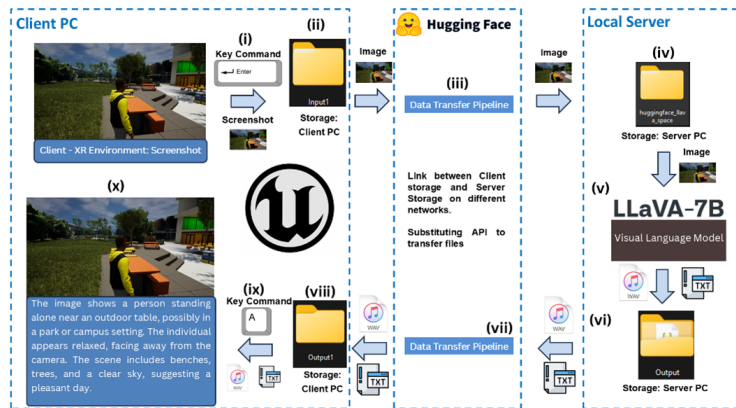 Client PC
Hugging Face
Local Server
(i)
Key Command
Enter
Screenshot
(ii)
Input1
Storage:
Client PC
Client - XR Environment: Screenshot
Image
(iii)
Data Transfer Pipeline
Link between Client
storage and Server
Storage on different
networks.
Substituting API to
transfer files
Image
(iv)
huggingface_lla
va_space
Storage: Server PC
Image
(v)
LLaVA-7B
Visual Language Model
WAV
TXT
(vi)
Output
Storage: Server PC
(vii)
Data Transfer Pipeline
WAV
TXT
WAV
TXT
(viii)
Output1
Storage:
Client PC
(ix)
Key Command
A
WAV
TXT
(x)
The image shows a person standing
alone near an outdoor table, possibly in
a park or campus setting. The individual
appears relaxed, facing away from the
camera. The scene includes benches,
trees, and a clear sky, suggesting a
pleasant day.